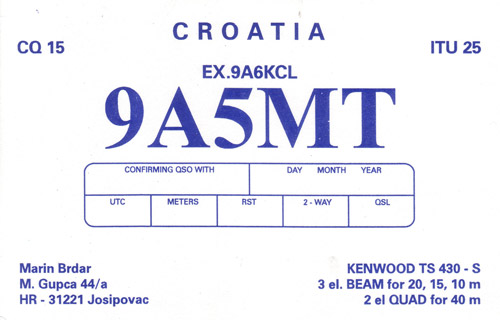 CROATIA
CQ 15
ITU 25
EX.9A6KCL
9A5MT
CONFIRMING QSO WITH DAY MONTH YEAR
UTC METERS RST 2 - WAY QSL
Marin Brdar
M. Gupca 44/a
HR - 31221 Josipovac
KENWOOD TS 430 - S
3 el. BEAM for 20, 15, 10 m
2 el QUAD for 40 m